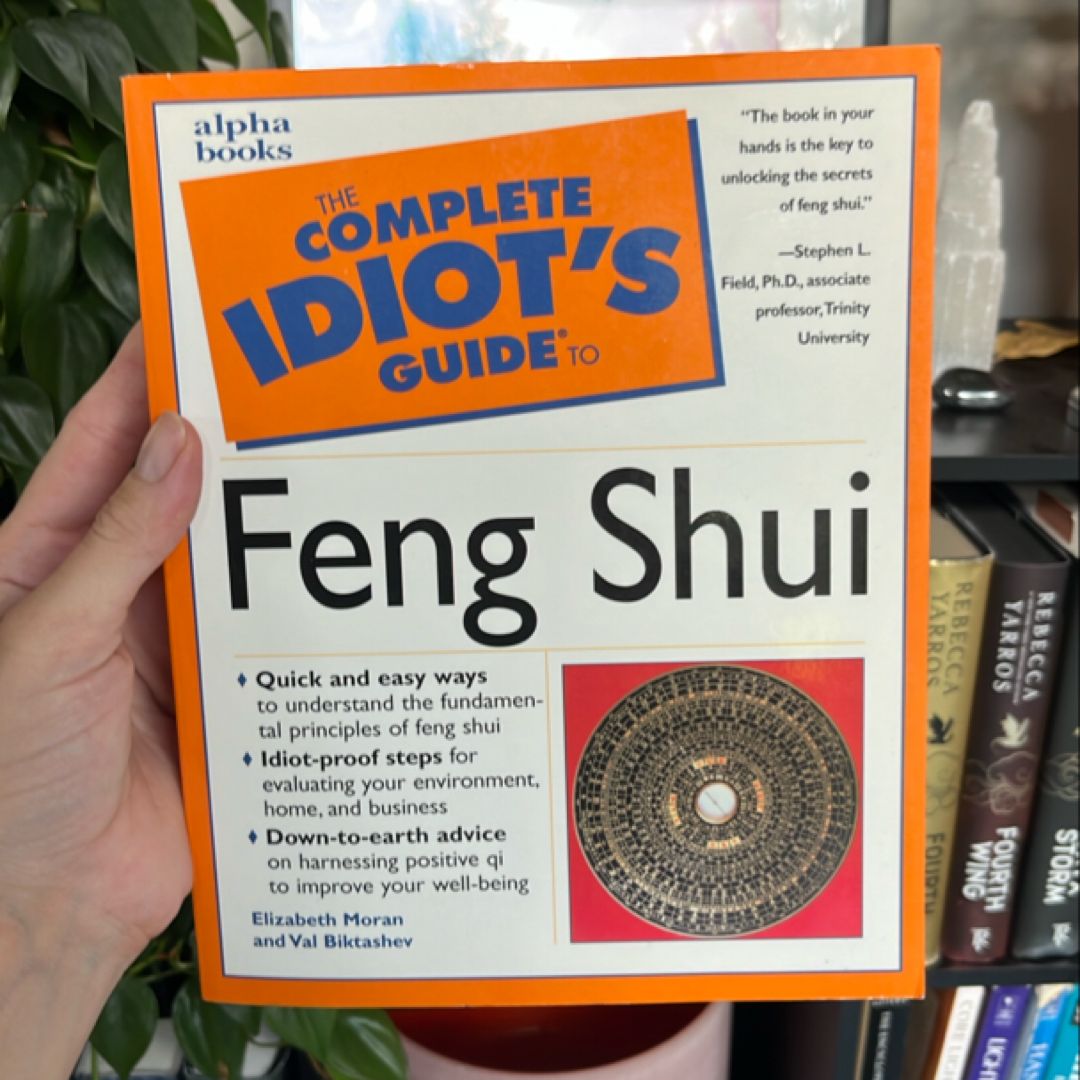 alpha
books
THE
COMPLETE
IDIOT'S
GUIDE® TO
"The book in your
hands is the key to
unlocking the secrets
of feng shui."
—Stephen L.
Field, Ph.D., associate
professor, Trinity
University
Feng Shui
♦ Quick and easy ways
to understand the fundamen-
tal principles of feng shui
♦ Idiot-proof steps for
evaluating your environment,
home, and business
♦ Down-to-earth advice
on harnessing positive qi
to improve your well-being
Elizabeth Moran
and Val Biktashev
REBECCA
YARROS
FOURTH
REBECCA
YARROS
FOURTH
WING
STORM
LIGHT